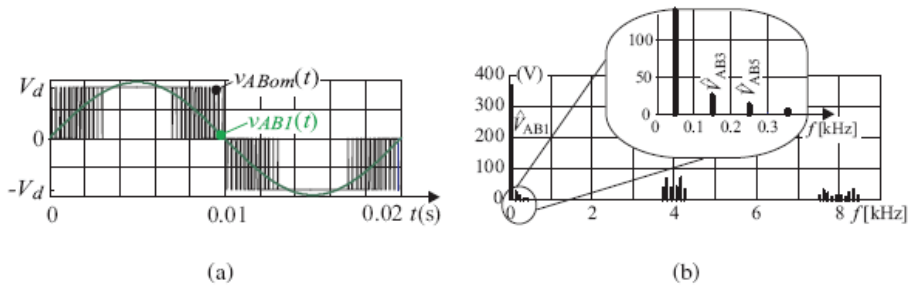 V_d
0
-V_d
v_ABom(t)
v_AB1(t)
0
0.01
0.02 t(s)
(a)
400 (V)
300
200
100
0
V̂_AB1
0 2 4 6 8 f[kHz]
100
50
0
V̂_AB3
V̂_AB5
0 0.1 0.2 0.3
f[kHz]
(b)